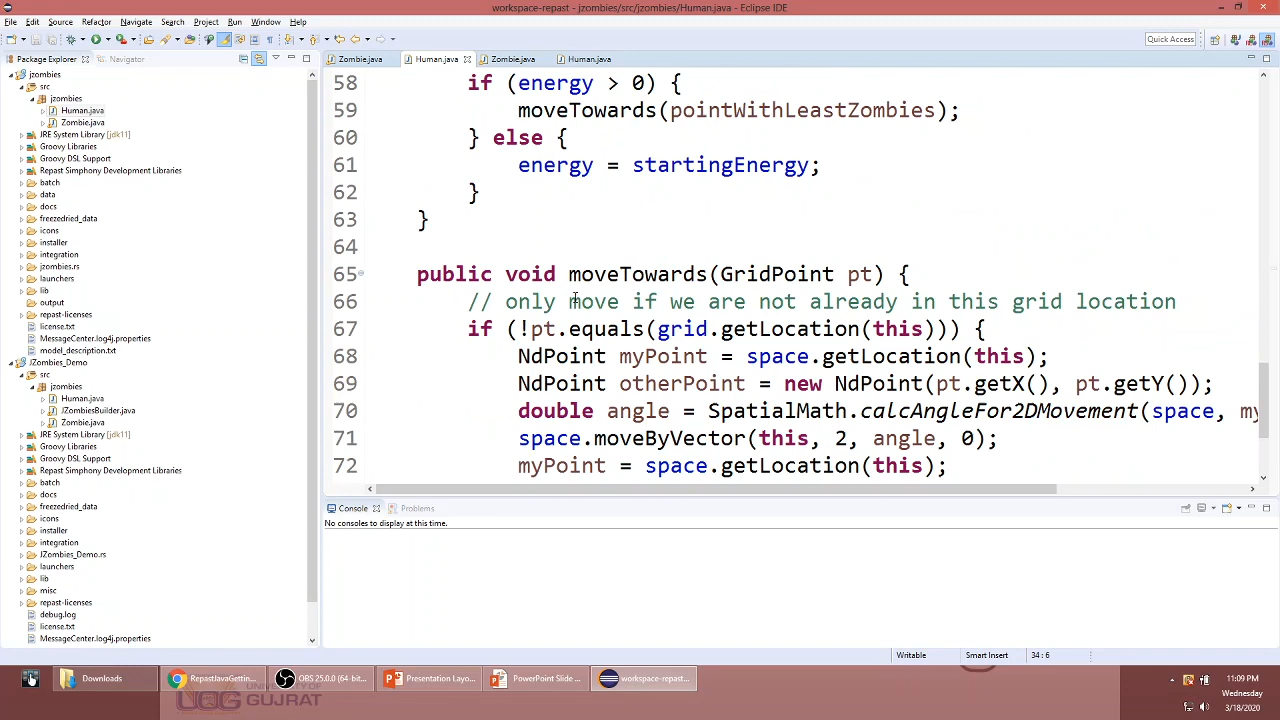 workspace-repast - jzombies/src/jzombies/Human.java - Eclipse IDE
File Edit Source Refactor Navigate Search Project Run Window Help
Quick Access
Package Explorer Navigator
jzombies
src
jzombies
Human.java
Zombie.java
JRE System Library [jdk11]
Groovy Libraries
Groovy DSL Support
Repast Simphony Development Libraries
batch
data
docs
freezedried_data
icons
installer
integration
jzombies.rs
launchers
lib
output
repast-licenses
license.txt
MessageCenter.log4j.properties
model_description.txt
JZombies_Demo
src
jzombies
Human.java
JZombiesBuilder.java
Zombie.java
JRE System Library [jdk11]
Groovy Libraries
Groovy DSL Support
Repast Simphony Development Libraries
batch
docs
freezedried_data
icons
installer
integration
JZombies_Demo.rs
launchers
lib
misc
repast-licenses
debug.log
license.txt
MessageCenter.log4j.properties
Zombie.java Human.java Zombie.java Human.java
58 if (energy > 0) {
59 moveTowards(pointWithLeastZombies);
60 } else {
61 energy = startingEnergy;
62 }
63 }
64
65 public void moveTowards(GridPoint pt) {
66 // only move if we are not already in this grid location
67 if (!pt.equals(grid.getLocation(this))) {
68 NdPoint myPoint = space.getLocation(this);
69 NdPoint otherPoint = new NdPoint(pt.getX(), pt.getY());
70 double angle = SpatialMath.calcAngleFor2DMovement(space, my
71 space.moveByVector(this, 2, angle, 0);
72 myPoint = space.getLocation(this);
Console Problems
No consoles to display at this time.
Writable Smart Insert 34 : 6
Downloads RepastJavaGettin... OBS 25.0.0 (64-bit... Presentation Layo... PowerPoint Slide ... workspace-repast...
11:09 PM
Wednesday
3/18/2020
UNIVERSITY OF
GUJRAT